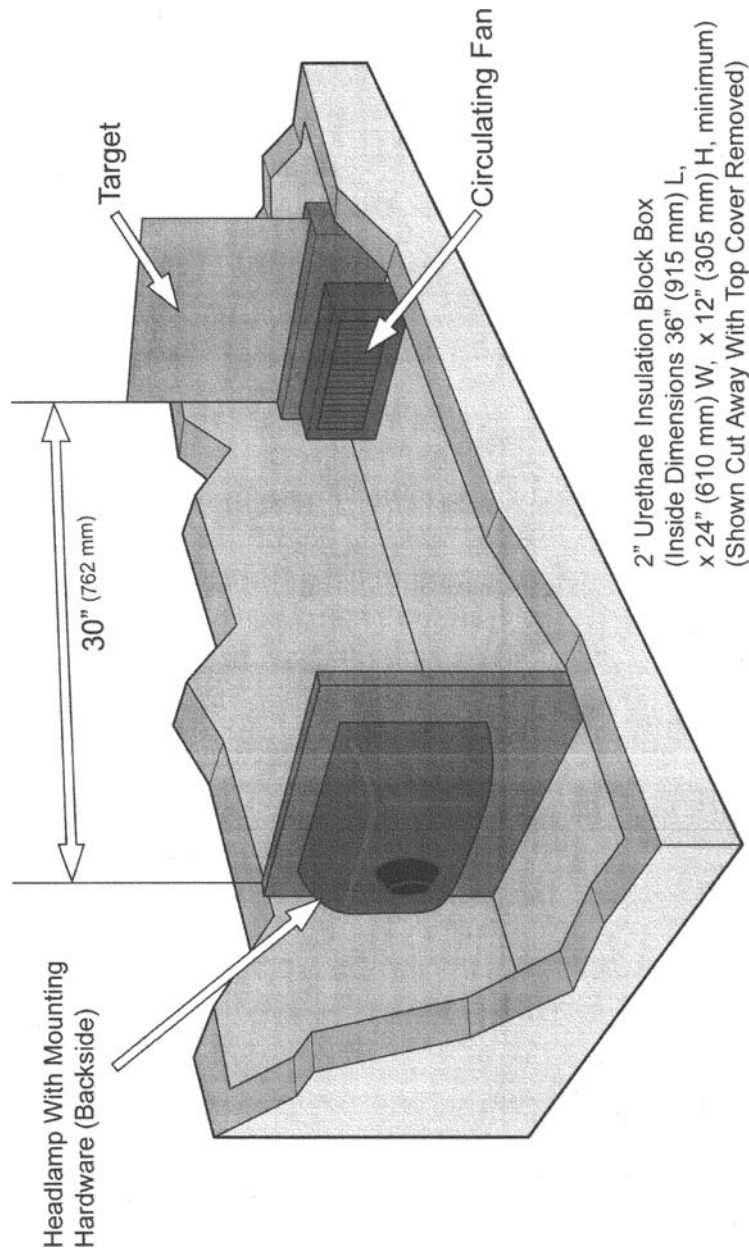 Headlamp With Mounting
Hardware (Backside)
30” (762 mm)
Target
Circulating Fan
2” Urethane Insulation Block Box
(Inside Dimensions 36” (915 mm) L,
x 24” (610 mm) W,  x 12” (305 mm) H, minimum)
(Shown Cut Away With Top Cover Removed)